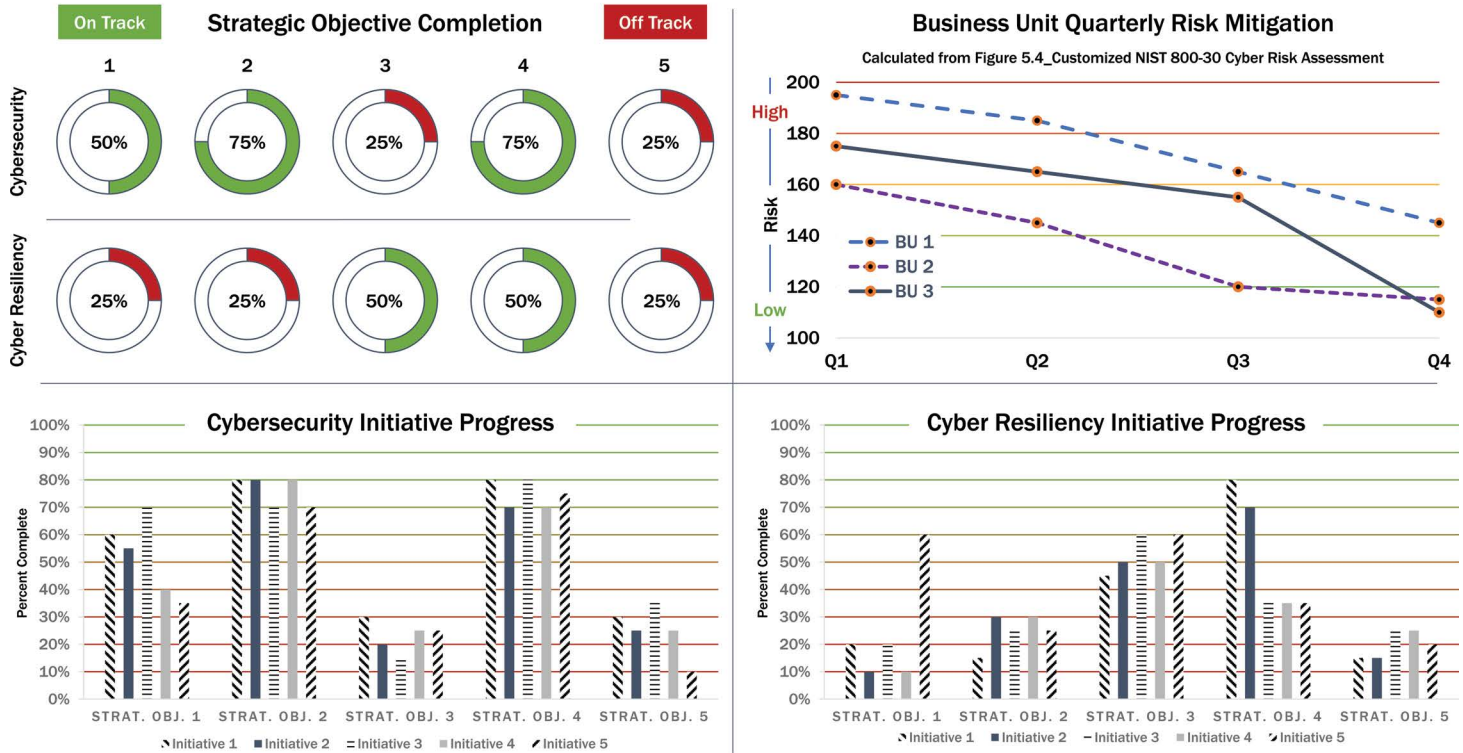 On Track
Strategic Objective Completion
Off Track
1 2 3 4 5
Cybersecurity
50% 75% 25% 75% 25%
Cyber Resiliency
25% 25% 50% 50% 25%
Business Unit Quarterly Risk Mitigation
Calculated from Figure 5.4_Customized NIST 800-30 Cyber Risk Assessment
High
Risk
Low
200
180
160
140
120
100
BU 1
BU 2
BU 3
Q1 Q2 Q3 Q4
Cybersecurity Initiative Progress
Percent Complete
100%
90%
80%
70%
60%
50%
40%
30%
20%
10%
0%
STRAT. OBJ. 1 STRAT. OBJ. 2 STRAT. OBJ. 3 STRAT. OBJ. 4 STRAT. OBJ. 5
Initiative 1 Initiative 2 Initiative 3 Initiative 4 Initiative 5
Cyber Resiliency Initiative Progress
Percent Complete
100%
90%
80%
70%
60%
50%
40%
30%
20%
10%
0%
STRAT. OBJ. 1 STRAT. OBJ. 2 STRAT. OBJ. 3 STRAT. OBJ. 4 STRAT. OBJ. 5
Initiative 1 Initiative 2 Initiative 3 Initiative 4 Initiative 5